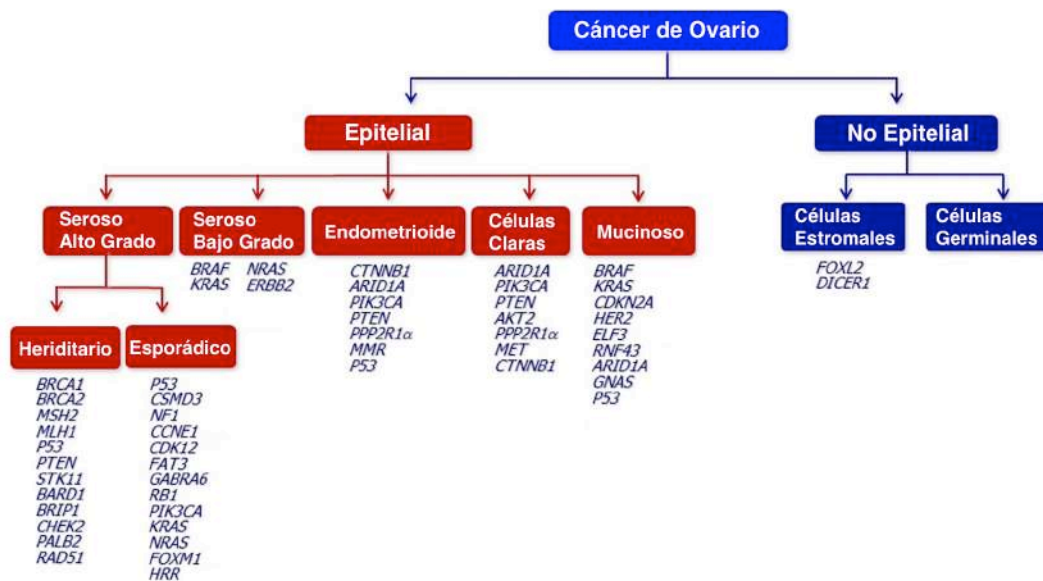 Cáncer de Ovario
Epitelial
No Epitelial
Seroso
Alto Grado
Seroso
Bajo Grado
Endometrioide
Células
Claras
Mucinoso
Células
Estromales
Células
Germinales
BRAF NRAS
KRAS ERBB2
CTNNB1
ARID1A
PIK3CA
PTEN
PPP2R1α
MMR
P53
ARID1A
PIK3CA
PTEN
AKT2
PPP2R1α
MET
CTNNB1
BRAF
KRAS
CDKN2A
HER2
ELF3
RNF43
ARID1A
GNAS
P53
FOXL2
DICER1
Heriditario
Esporádico
BRCA1
BRCA2
MSH2
MLH1
P53
PTEN
STK11
BARD1
BRIP1
CHEK2
PALB2
RAD51
P53
CSMD3
NF1
CCNE1
CDK12
FAT3
GABRA6
RB1
PIK3CA
KRAS
NRAS
FOXM1
HRR